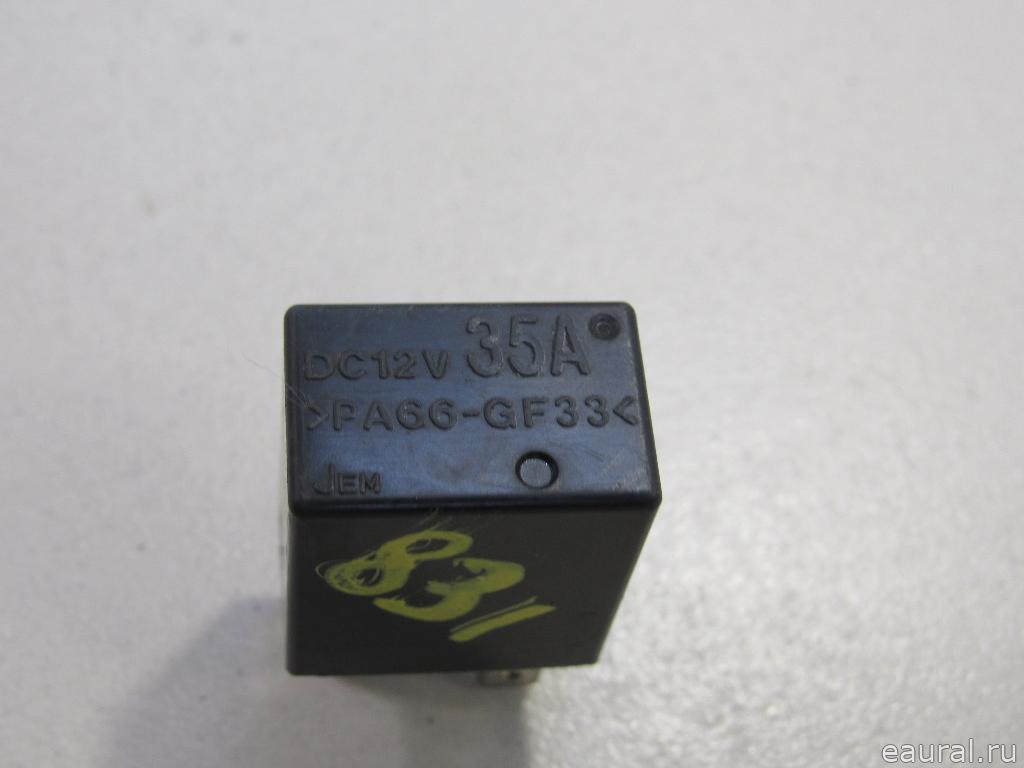 DC12V 35A
>PA66-GF33<
JEM
831
eaural.ru